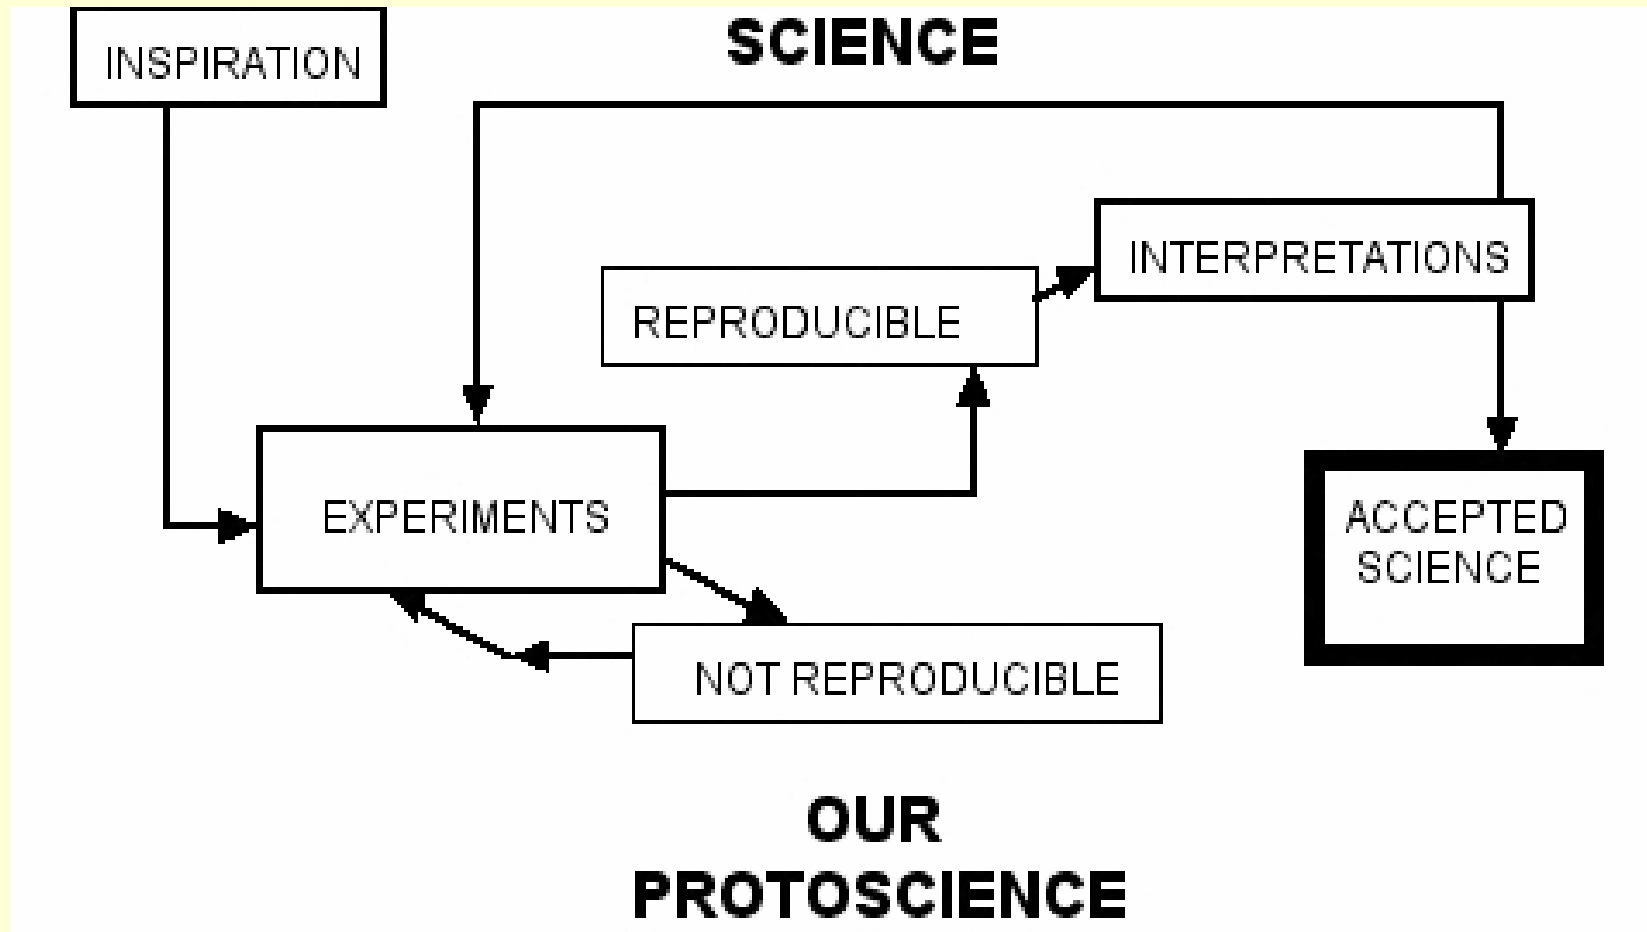 INSPIRATION
SCIENCE
INTERPRETATIONS
REPRODUCIBLE
EXPERIMENTS
ACCEPTED
SCIENCE
NOT REPRODUCIBLE
OUR
PROTOSCIENCE